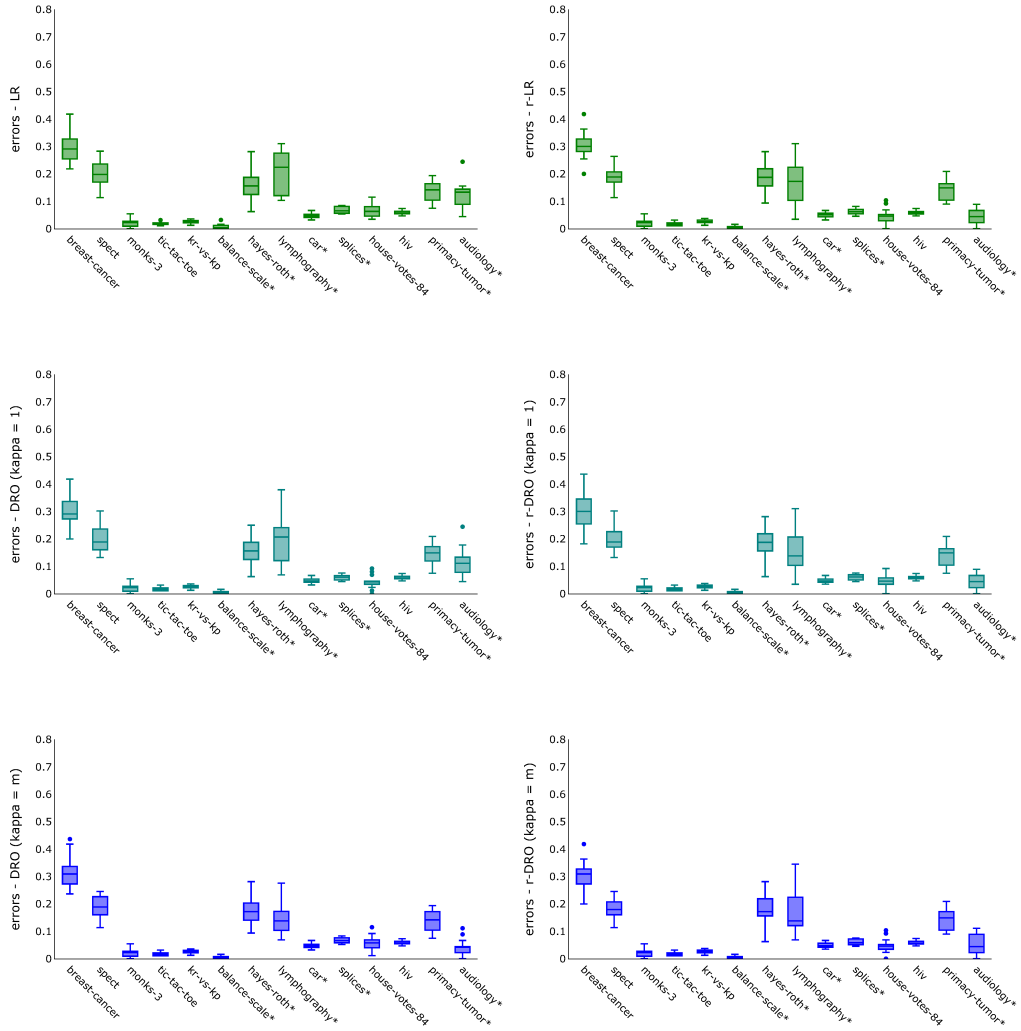 errors - LR
0.8
0.7
0.6
0.5
0.4
0.3
0.2
0.1
0
breast-cancer
spect
monks-3
tic-tac-toe
kr-vs-kp
balance-scale*
hayes-roth*
lymphography*
car*
splices*
house-votes-84
hiv
primacy-tumor*
audiology*
errors - r-LR
0.8
0.7
0.6
0.5
0.4
0.3
0.2
0.1
0
breast-cancer
spect
monks-3
tic-tac-toe
kr-vs-kp
balance-scale*
hayes-roth*
lymphography*
car*
splices*
house-votes-84
hiv
primacy-tumor*
audiology*
errors - DRO (kappa = 1)
0.8
0.7
0.6
0.5
0.4
0.3
0.2
0.1
0
breast-cancer
spect
monks-3
tic-tac-toe
kr-vs-kp
balance-scale*
hayes-roth*
lymphography*
car*
splices*
house-votes-84
hiv
primacy-tumor*
audiology*
errors - r-DRO (kappa = 1)
0.8
0.7
0.6
0.5
0.4
0.3
0.2
0.1
0
breast-cancer
spect
monks-3
tic-tac-toe
kr-vs-kp
balance-scale*
hayes-roth*
lymphography*
car*
splices*
house-votes-84
hiv
primacy-tumor*
audiology*
errors - DRO (kappa = m)
0.8
0.7
0.6
0.5
0.4
0.3
0.2
0.1
0
breast-cancer
spect
monks-3
tic-tac-toe
kr-vs-kp
balance-scale*
hayes-roth*
lymphography*
car*
splices*
house-votes-84
hiv
primacy-tumor*
audiology*
errors - r-DRO (kappa = m)
0.8
0.7
0.6
0.5
0.4
0.3
0.2
0.1
0
breast-cancer
spect
monks-3
tic-tac-toe
kr-vs-kp
balance-scale*
hayes-roth*
lymphography*
car*
splices*
house-votes-84
hiv
primacy-tumor*
audiology*